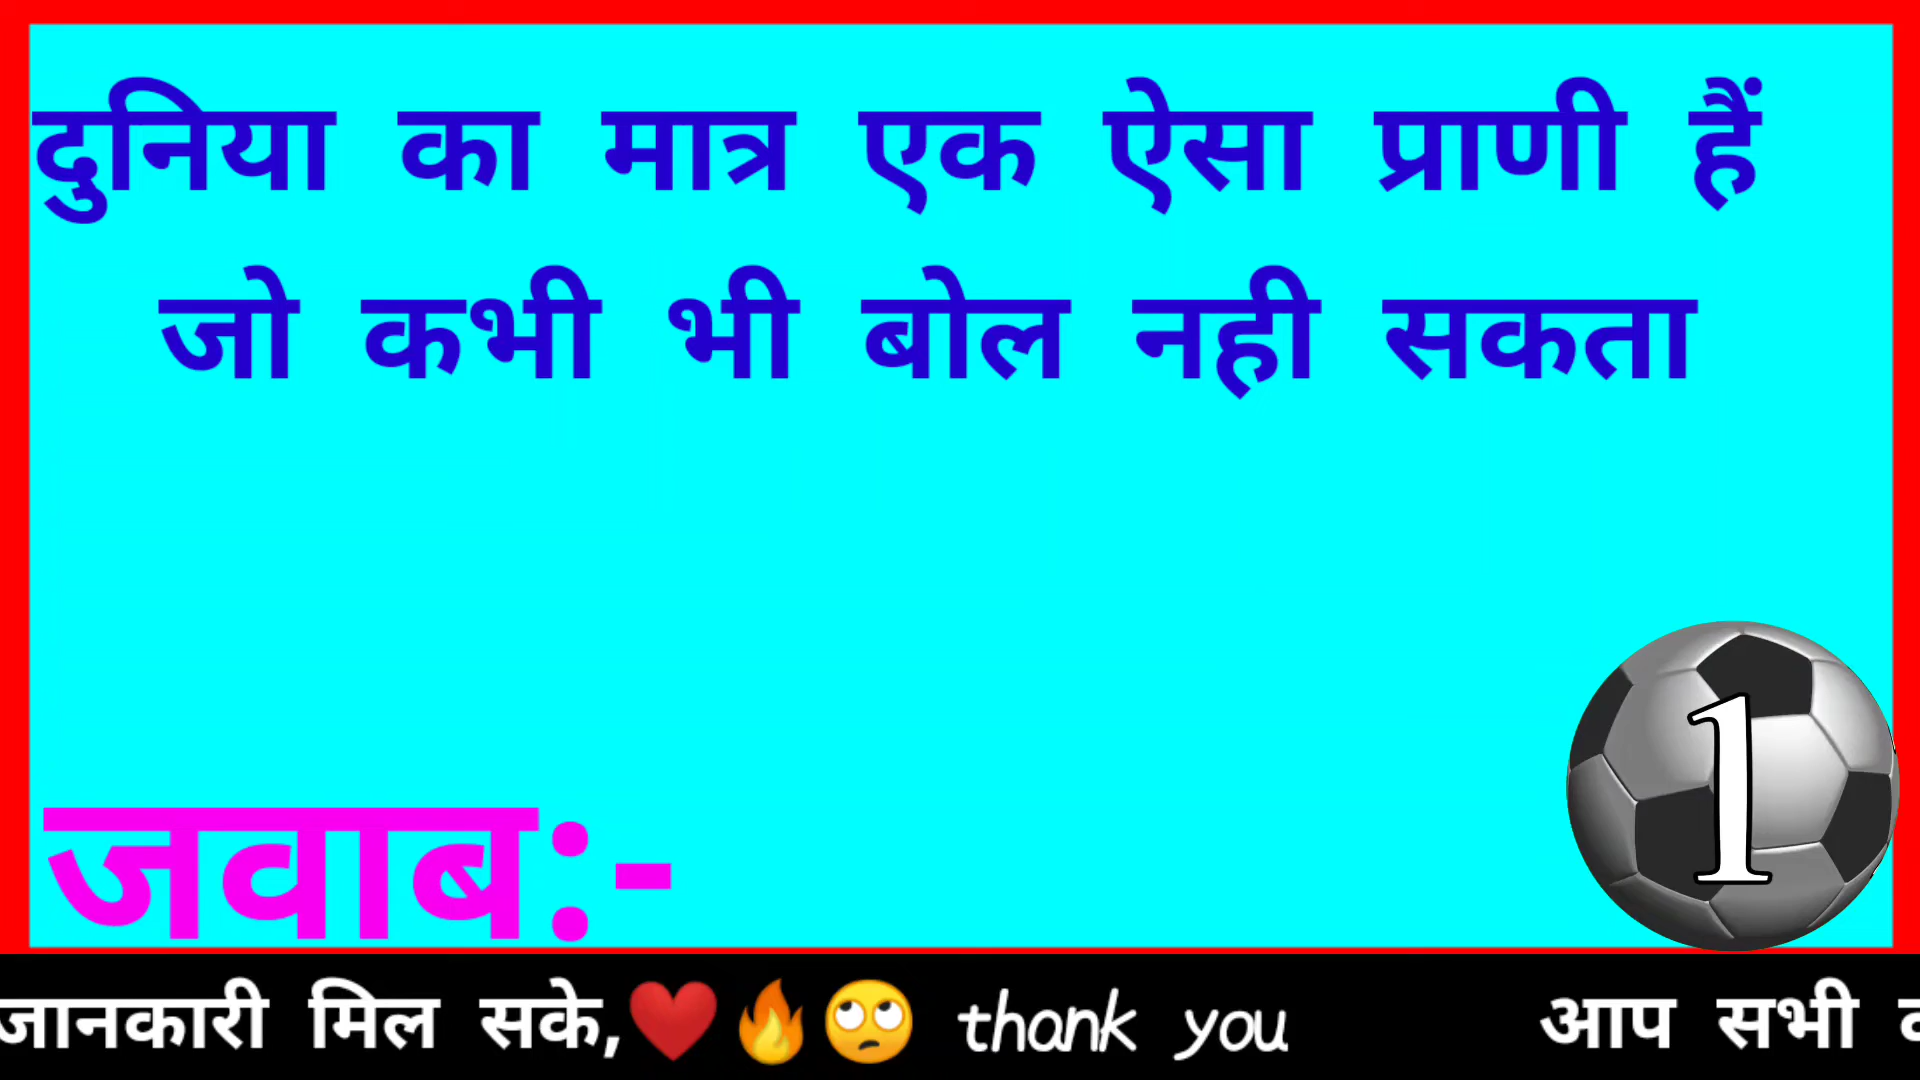 दुनिया का मात्र एक ऐसा प्राणी हैं
जो कभी भी बोल नही सकता
1
जवाब:-
जानकारी मिल सके,❤️🔥🙄 thank you आप सभी